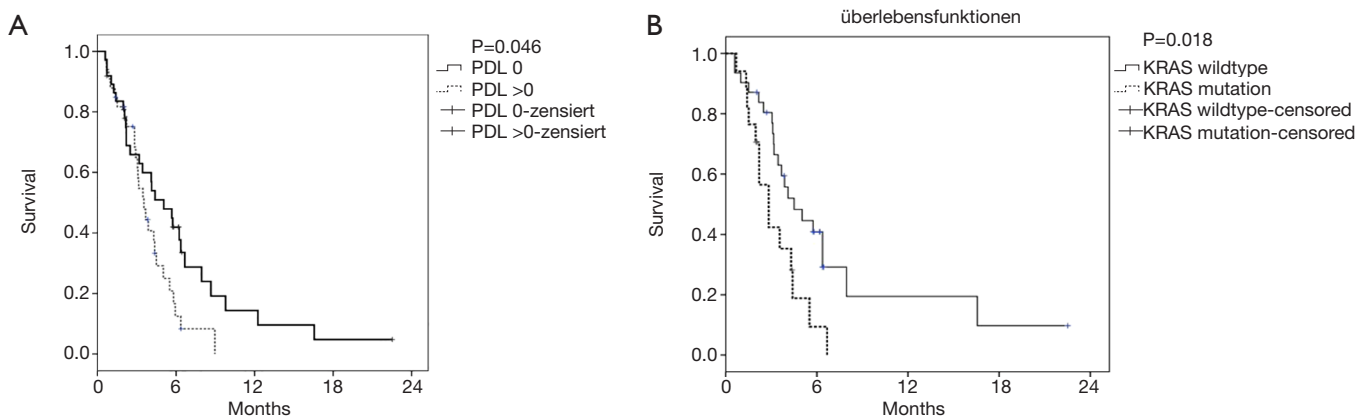 A
P=0.046
PDL 0
PDL >0
PDL 0-zensiert
PDL >0-zensiert
Survival
1.0
0.8
0.6
0.4
0.2
0.0
0 6 12 18 24
Months
B
überlebensfunktionen
P=0.018
KRAS wildtype
KRAS mutation
KRAS wildtype-censored
KRAS mutation-censored
Survival
1.0
0.8
0.6
0.4
0.2
0.0
0 6 12 18 24
Months